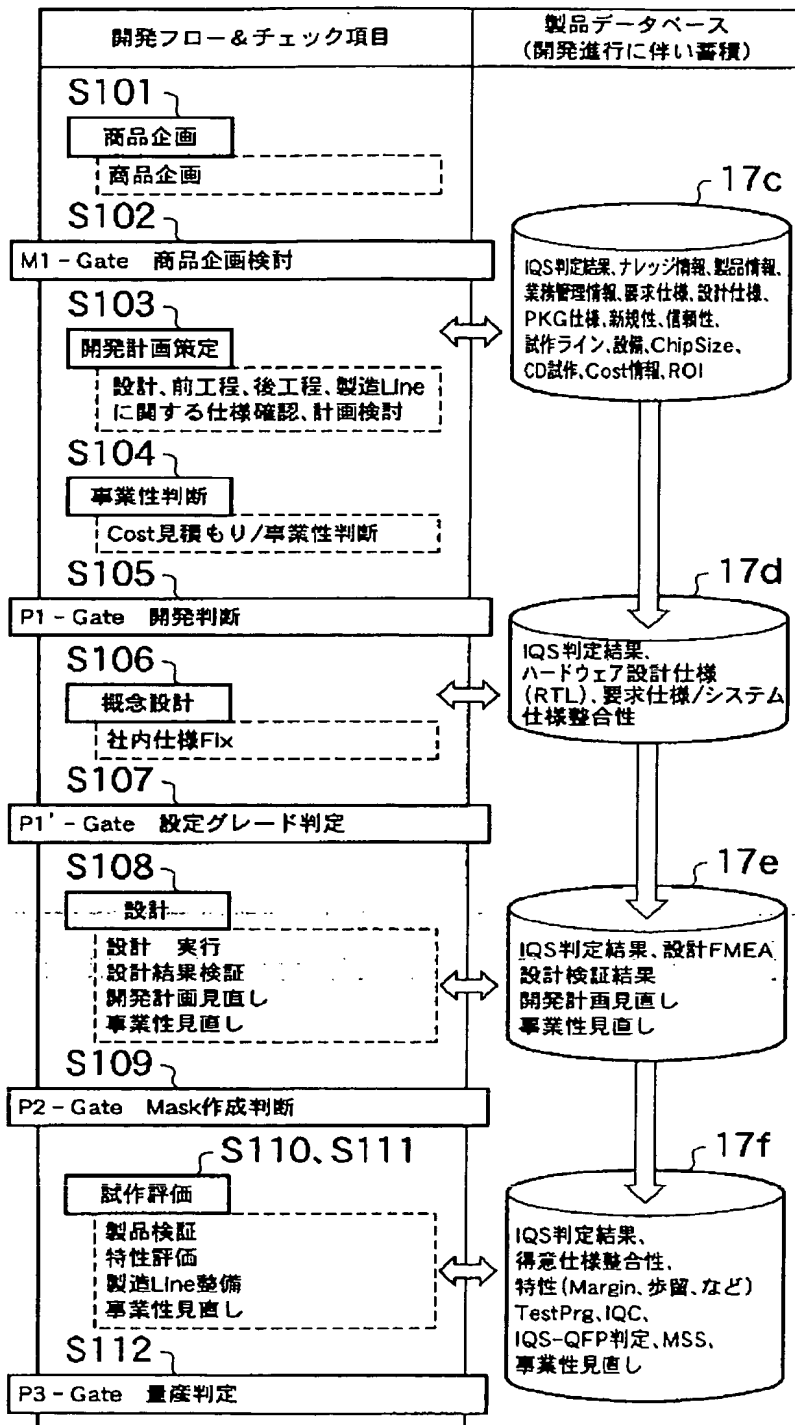 開発フロー&チェック項目
製品データベース
(開発進行に伴い蓄積)
S101
商品企画
商品企画
S102
M1-Gate 商品企画検討
S103
開発計画策定
設計、前工程、後工程、製造Line
に関する仕様確認、計画検討
S104
事業性判断
Cost見積もり/事業性判断
S105
P1-Gate 開発判断
S106
概念設計
社内仕様Fix
S107
P1'-Gate 設定グレード判定
S108
設計
設計 実行
設計結果検証
開発計画見直し
事業性見直し
S109
P2-Gate Mask作成判断
S110、S111
試作評価
製品検証
特性評価
製造Line整備
事業性見直し
S112
P3-Gate 量産判定
17c
IQS判定結果、ナレッジ情報、製品情報、
業務管理情報、要求仕様、設計仕様、
PKG仕様、新規性、信頼性、
試作ライン、設備、ChipSize、
CD試作、Cost情報、ROI
17d
IQS判定結果、
ハードウェア設計仕様
(RTL)、要求仕様/システム
仕様整合性
17e
IQS判定結果、設計FMEA
設計検証結果
開発計画見直し
事業性見直し
17f
IQS判定結果、
得意仕様整合性、
特性(Margin、歩留、など)
TestPrg、IQC、
IQS-QFP判定、MSS、
事業性見直し